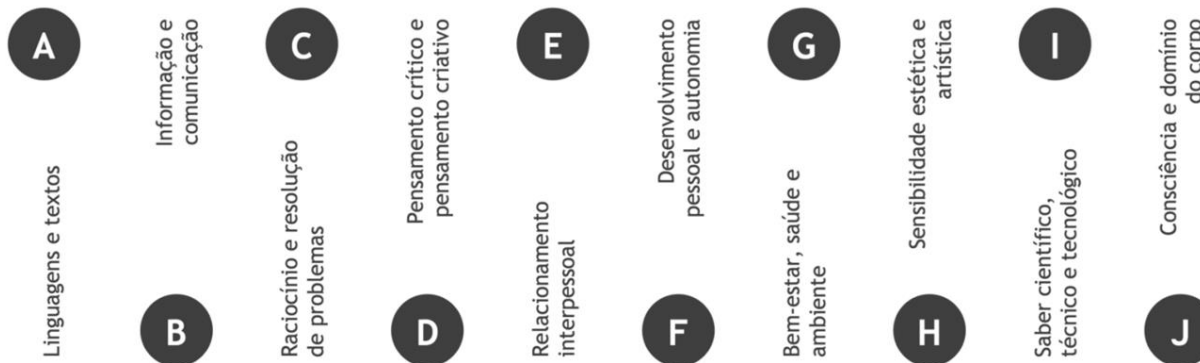 A
Linguagens e textos
Informação e
comunicação
B
C
Raciocínio e resolução
de problemas
Pensamento crítico e
pensamento criativo
D
E
Relacionamento
interpessoal
Desenvolvimento
pessoal e autonomia
F
G
Bem-estar, saúde e
ambiente
Sensibilidade estética e
artística
H
I
Saber científico,
técnico e tecnológico
Consciência e domínio
do corpo
J